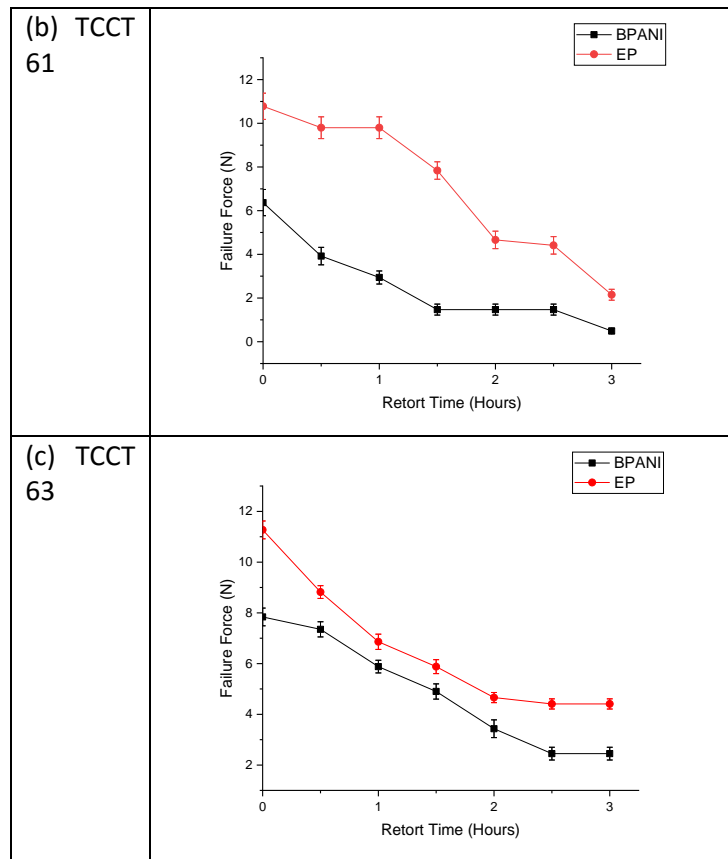 (b) TCCT
61
BPANI
EP
12
10
8
6
4
2
0
Failure Force (N)
0 1 2 3
Retort Time (Hours)
(c) TCCT
63
BPANI
EP
12
10
8
6
4
2
Failure Force (N)
0 1 2 3
Retort Time (Hours)